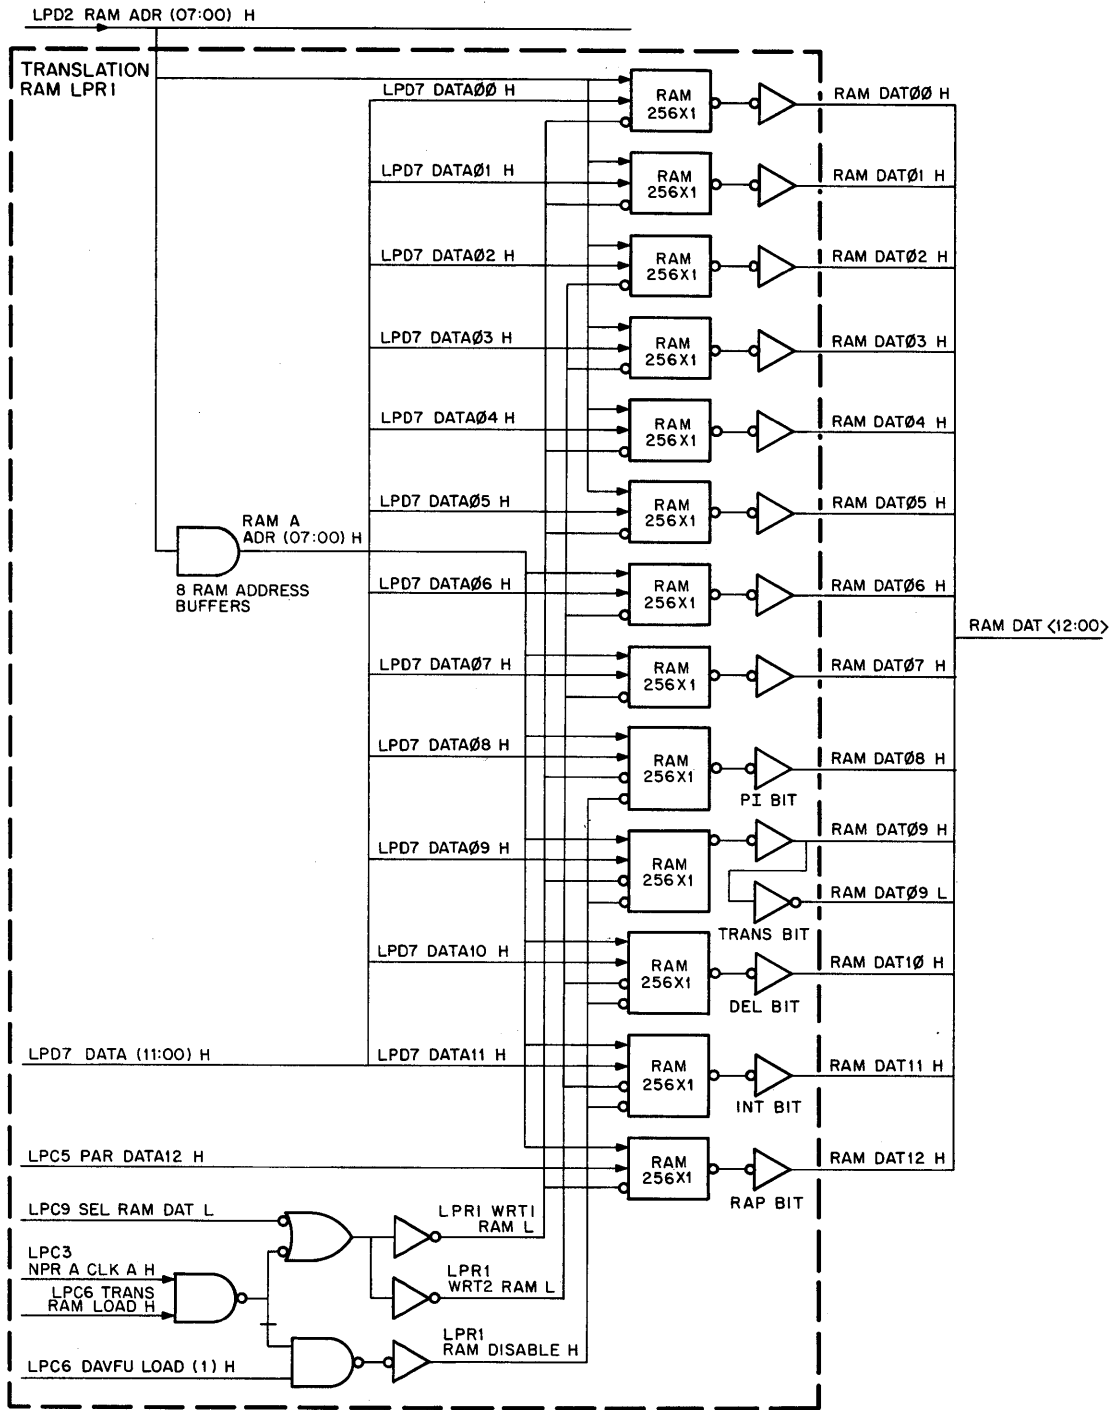 LPD2 RAM ADR (07:00) H
TRANSLATION
RAM LPR1
LPD7 DATAØØ H
RAM
256X1
RAM DATØØ H
LPD7 DATAØ1 H
RAM
256X1
RAM DATØ1 H
LPD7 DATAØ2 H
RAM
256X1
RAM DATØ2 H
LPD7 DATAØ3 H
RAM
256X1
RAM DATØ3 H
LPD7 DATAØ4 H
RAM
256X1
RAM DATØ4 H
LPD7 DATAØ5 H
RAM
256X1
RAM DATØ5 H
RAM A
ADR (07:00) H
8 RAM ADDRESS
BUFFERS
LPD7 DATAØ6 H
RAM
256X1
RAM DATØ6 H
RAM DAT <12:00>
LPD7 DATAØ7 H
RAM
256X1
RAM DATØ7 H
LPD7 DATAØ8 H
RAM
256X1
RAM DATØ8 H
PI BIT
LPD7 DATAØ9 H
RAM
256X1
RAM DATØ9 H
RAM DATØ9 L
TRANS BIT
LPD7 DATA10 H
RAM
256X1
RAM DAT1Ø H
DEL BIT
LPD7 DATA (11:00) H
LPD7 DATA11 H
RAM
256X1
RAM DAT11 H
INT BIT
LPC5 PAR DATA12 H
RAM
256X1
RAM DAT12 H
RAP BIT
LPC9 SEL RAM DAT L
LPR1 WRT1
RAM L
LPC3
NPR A CLK A H
LPC6 TRANS
RAM LOAD H
LPR1
WRT2 RAM L
LPR1
RAM DISABLE H
LPC6 DAVFU LOAD (1) H